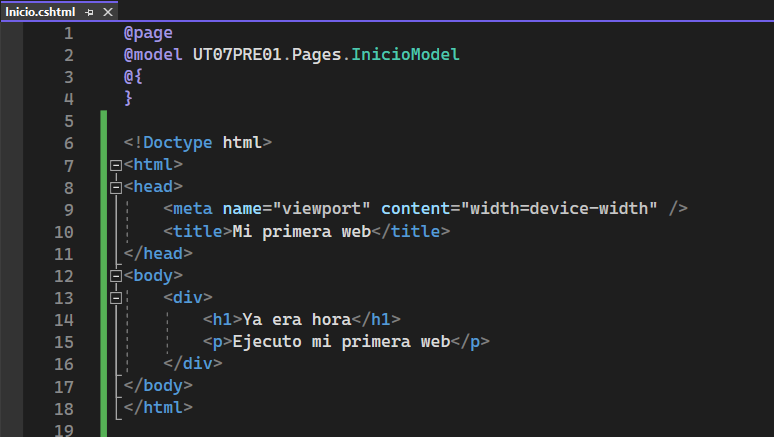 Inicio.cshtml
1 @page
2 @model UT07PRE01.Pages.InicioModel
3 @{
4 }
5
6 <!Doctype html>
7 <html>
8 <head>
9 <meta name="viewport" content="width=device-width" />
10 <title>Mi primera web</title>
11 </head>
12 <body>
13 <div>
14 <h1>Ya era hora</h1>
15 <p>Ejecuto mi primera web</p>
16 </div>
17 </body>
18 </html>
19